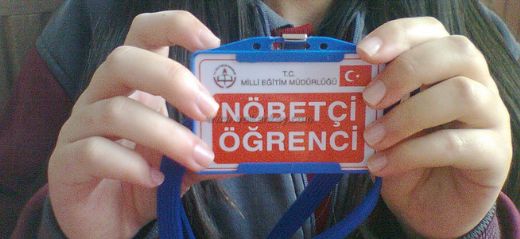 T.C.
MİLLİ EĞİTİM MÜDÜRLÜĞÜ
NÖBETÇİ
ÖĞRENCİ